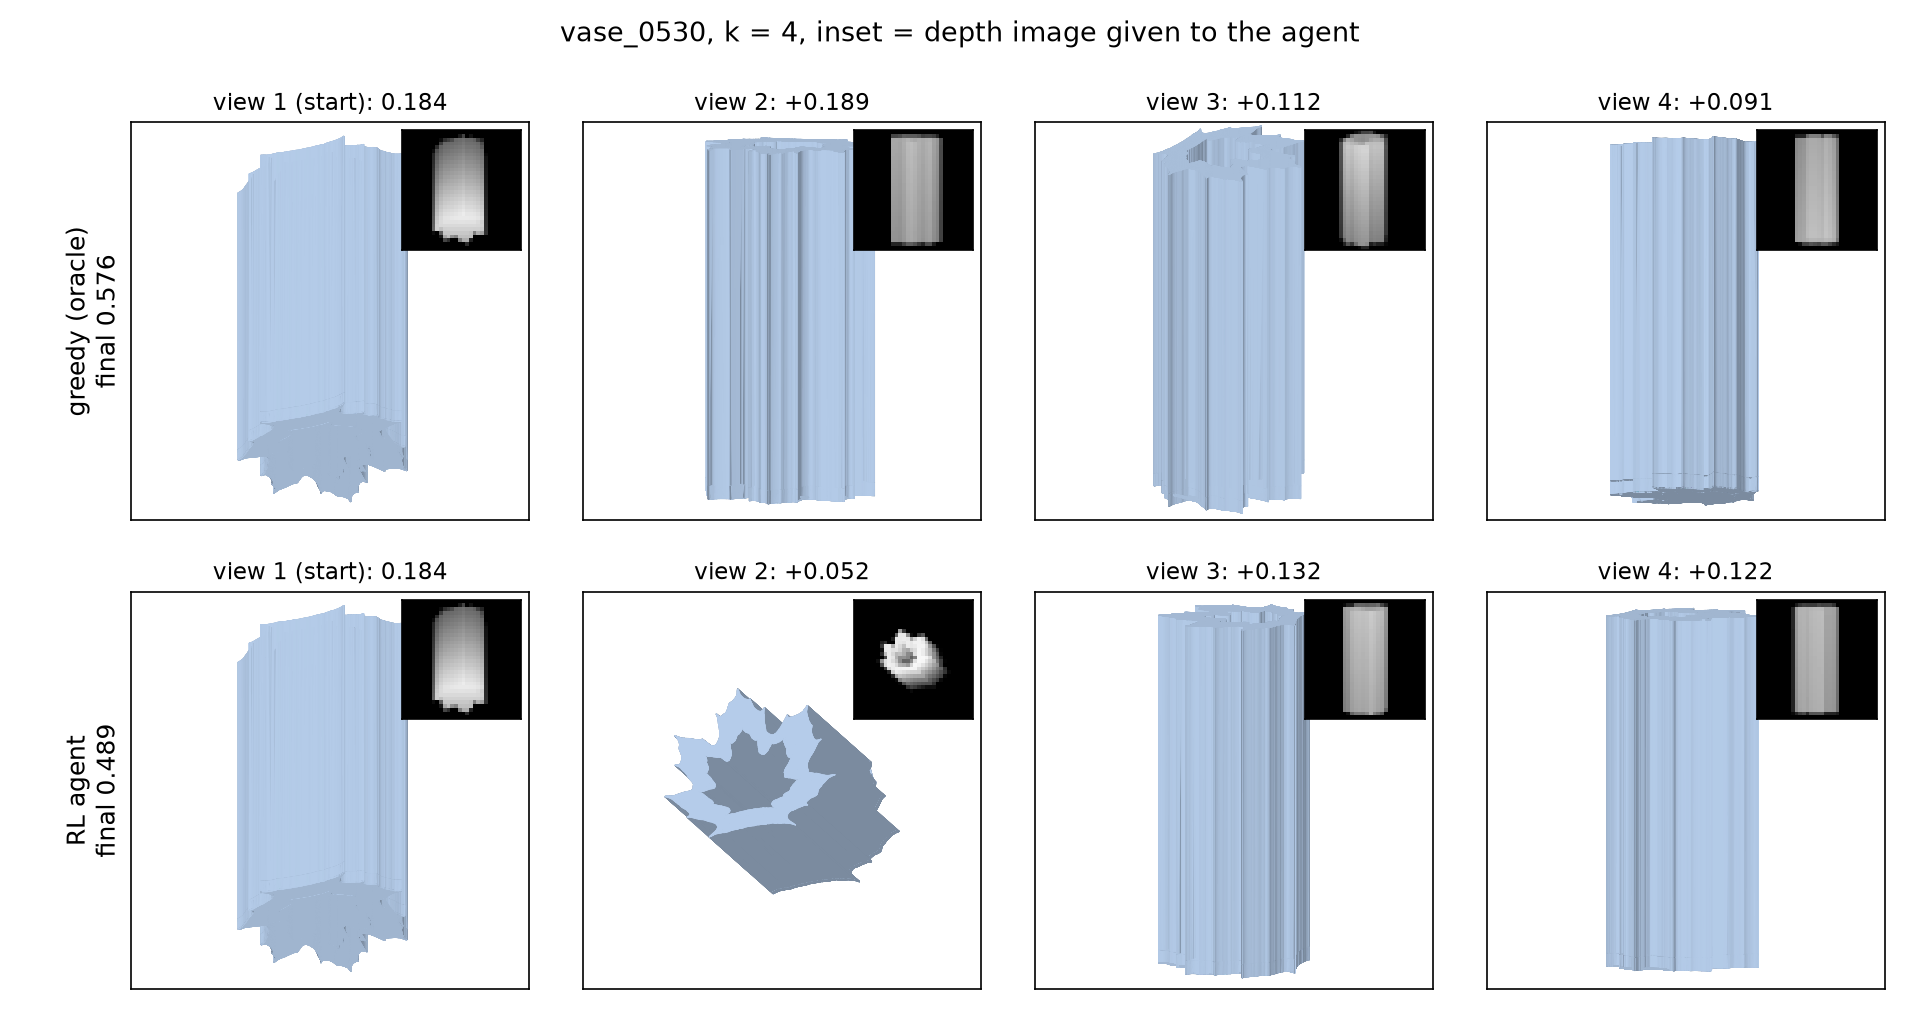 vase_0530, k = 4, inset = depth image given to the agent
view 1 (start): 0.184
view 2: +0.189
view 3: +0.112
view 4: +0.091
greedy (oracle)
final 0.576
view 1 (start): 0.184
view 2: +0.052
view 3: +0.132
view 4: +0.122
RL agent
final 0.489